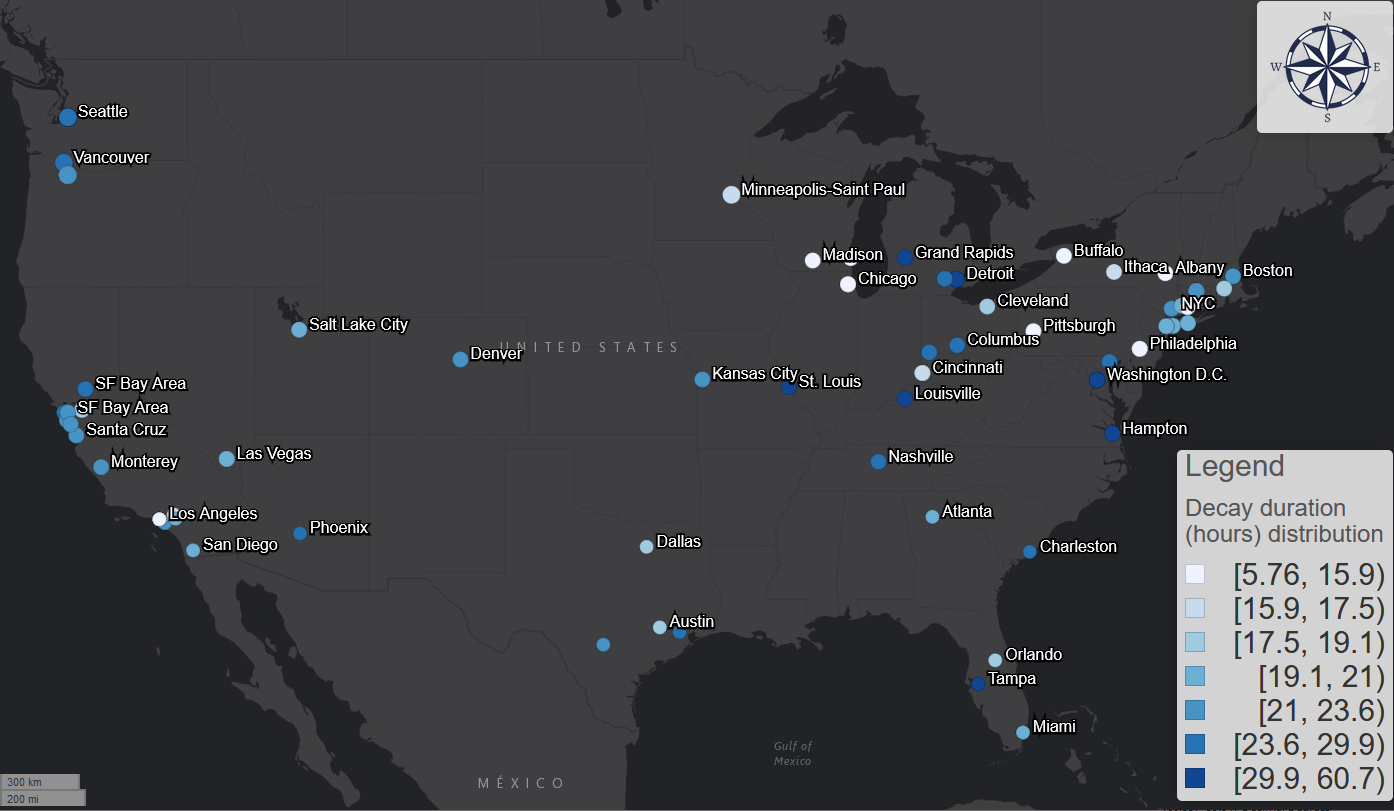 N
W E
S
Seattle
Vancouver
Minneapolis-Saint Paul
Madison
Grand Rapids
Buffalo
Ithaca
Albany
Boston
Chicago
Detroit
Cleveland
NYC
Salt Lake City
Pittsburgh
Columbus
Philadelphia
UNITED STATES
Denver
Cincinnati
Kansas City
St. Louis
Washington D.C.
SF Bay Area
Louisville
SF Bay Area
Santa Cruz
Hampton
Las Vegas
Nashville
Monterey
Los Angeles
Atlanta
Phoenix
San Diego
Dallas
Charleston
Austin
Orlando
Tampa
Miami
Gulf of
Mexico
MÉXICO
Legend
Decay duration
(hours) distribution
[5.76, 15.9)
[15.9, 17.5)
[17.5, 19.1)
[19.1, 21)
[21, 23.6)
[23.6, 29.9)
[29.9, 60.7)
300 km
200 mi